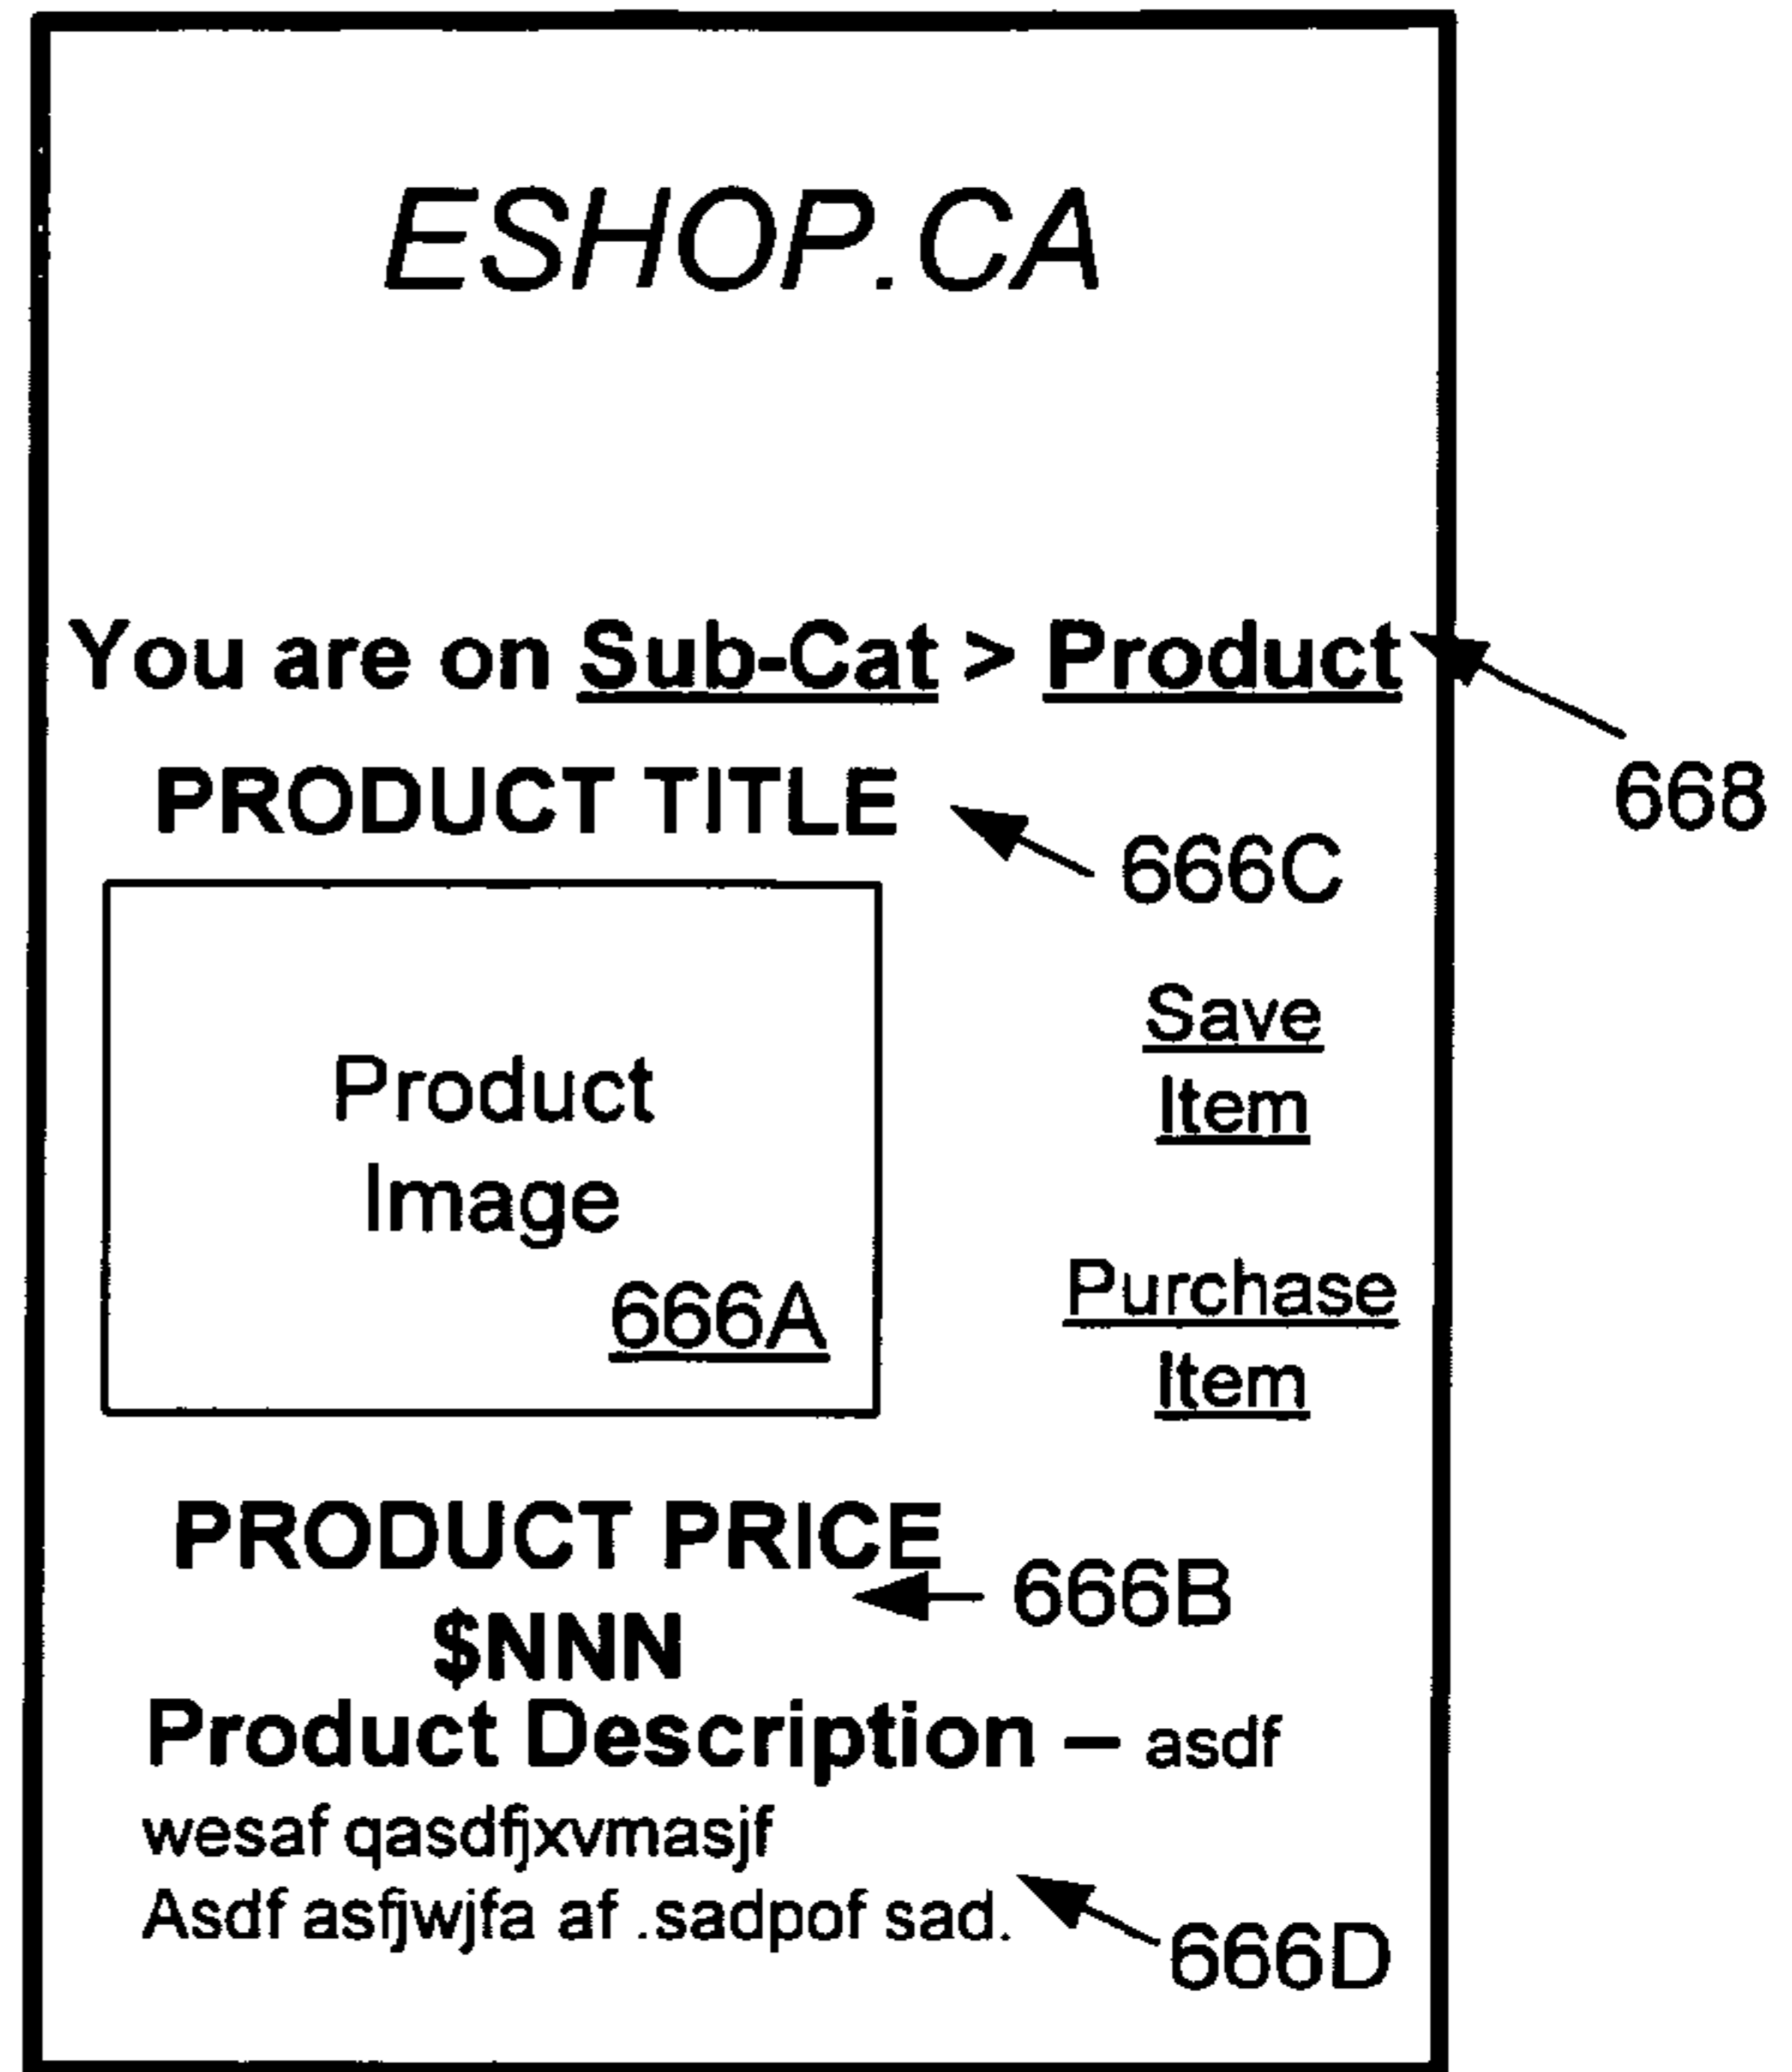 ESHOP.CA
You are on Sub-Cat > Product
668
PRODUCT TITLE
666C
Product
Image
666A
Save
Item
Purchase
Item
PRODUCT PRICE
666B
$NNN
Product Description – asdf
wesaf qasdfjxvmasjf
Asdf asfjwjfa af .sadpof sad.
666D